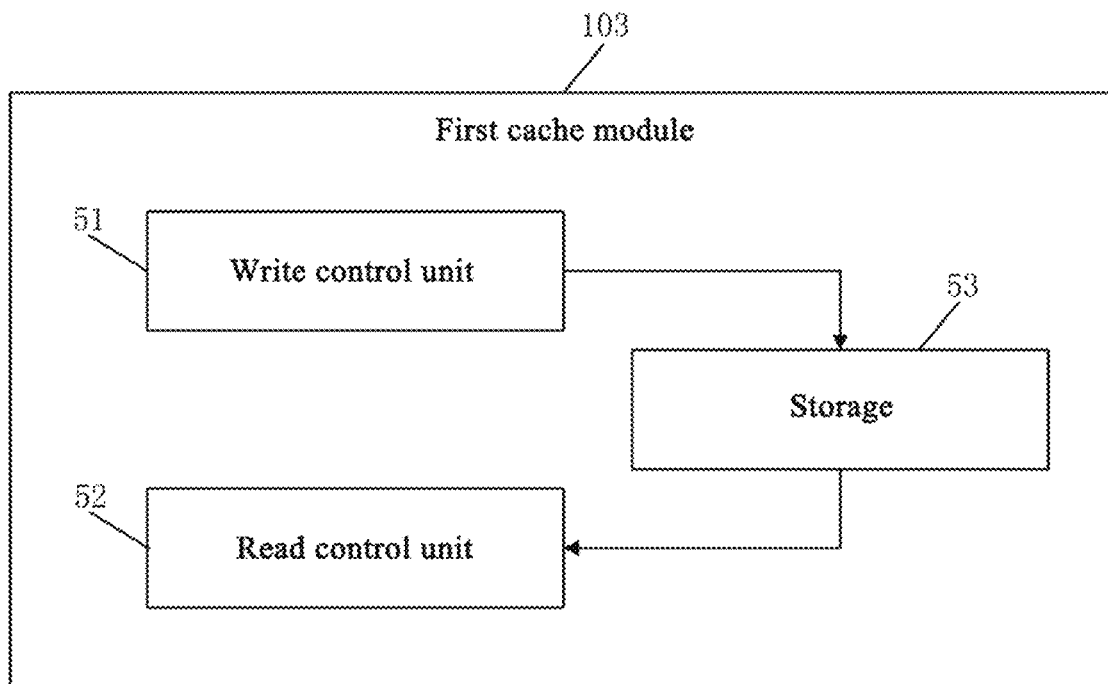 103
First cache module
51
Write control unit
53
Storage
52
Read control unit